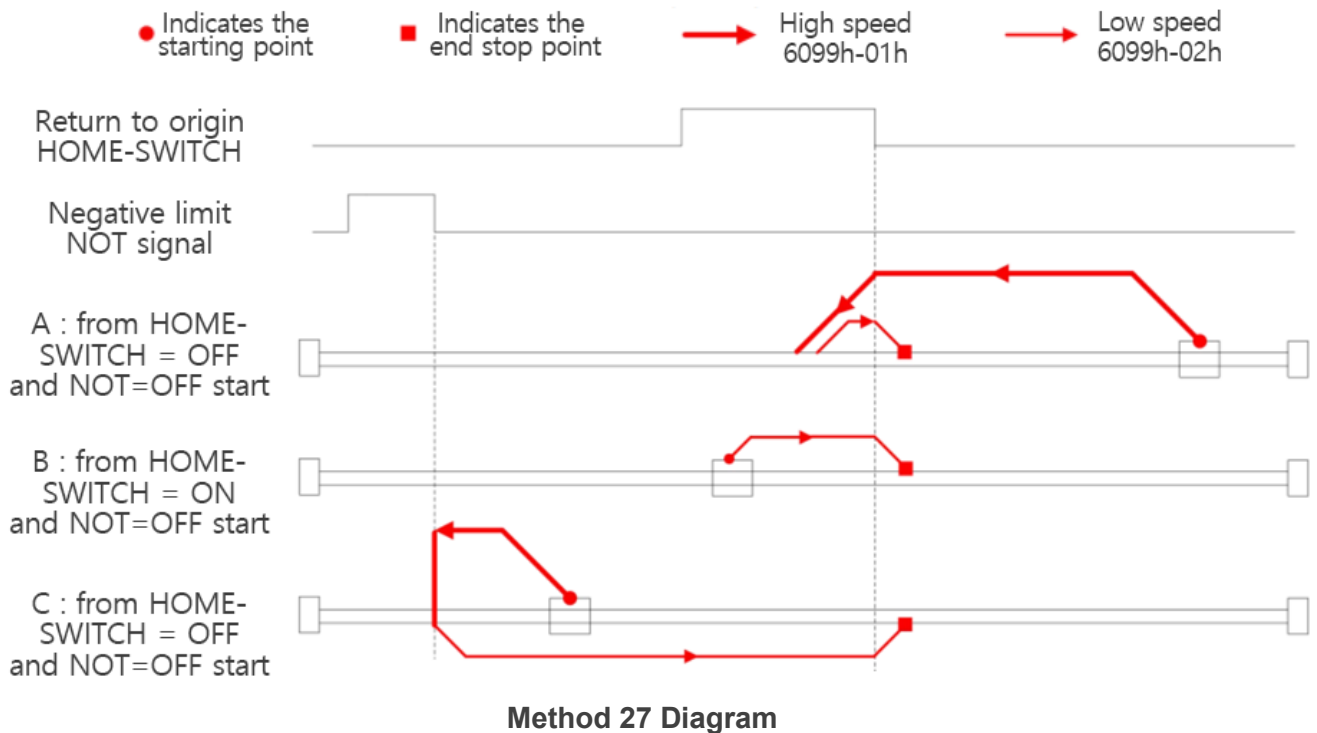 Indicates the
starting point
Indicates the
end stop point
High speed
6099h-01h
Low speed
6099h-02h
Return to origin
HOME-SWITCH
Negative limit
NOT signal
A : from HOME-
SWITCH = OFF
and NOT=OFF start
B : from HOME-
SWITCH = ON
and NOT=OFF start
C : from HOME-
SWITCH = OFF
and NOT=OFF start
Method 27 Diagram